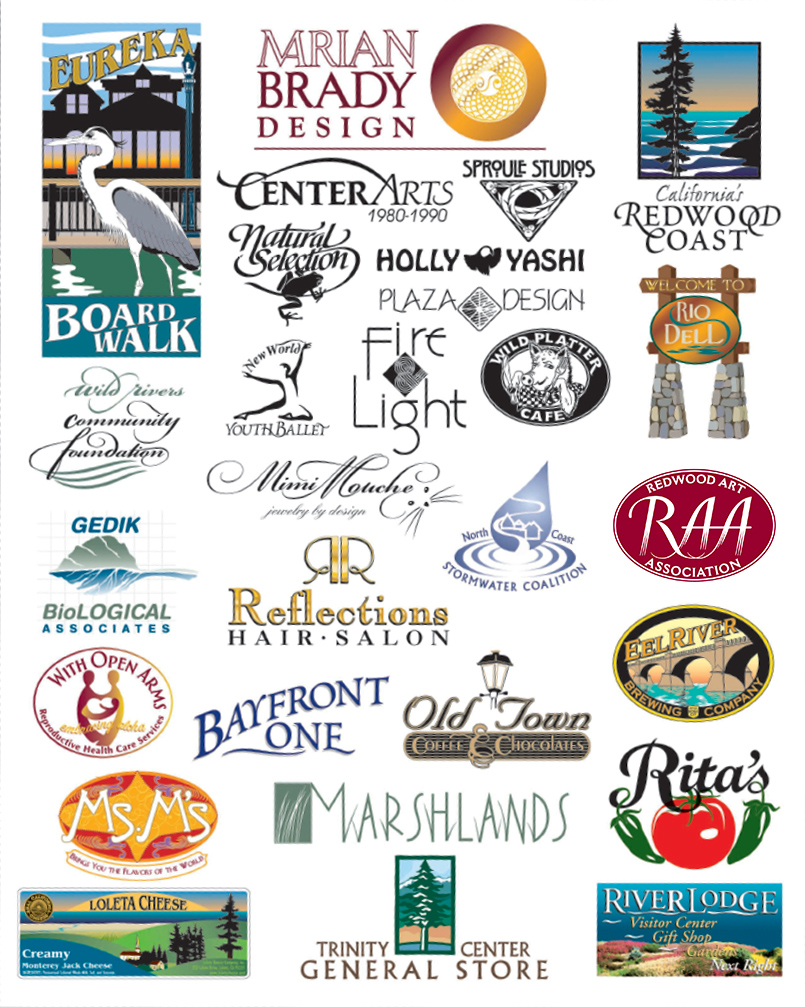 EUREKA
BOARD
WALK
MIRIAN
BRADY
DESIGN
California's
REDWOOD
COAST
CENTER ARTS
1980-1990
SPROULE STUDIOS
Natural
Selection
HOLLY YASHI
PLAZA DESIGN
WELCOME TO
RIO
DELL
New World
YOUTH BALLET
Fire
Light
WILD PLATTER
CAFE
wild rivers
community
foundation
Mimi Mouche
jewelry by design
North Coast
STORMWATER COALITION
REDWOOD ART
RAA
ASSOCIATION
GEDIK
BioLOGICAL
ASSOCIATES
RR
Reflections
HAIR · SALON
EEL RIVER
BREWING COMPANY
WITH OPEN ARMS
embracing aloha
Reproductive Health Care Services
BAYFRONT
ONE
Old Town
COFFEE & CHOCOLATES
Rita's
MS. M'S
BRINGS YOU THE FLAVORS OF THE WORLD
MARSHLANDS
LOLETA CHEESE
Creamy
Monterey Jack Cheese
TRINITY CENTER
GENERAL STORE
RIVERLODGE
Visitor Center
Gift Shop
Gardens
Next Right